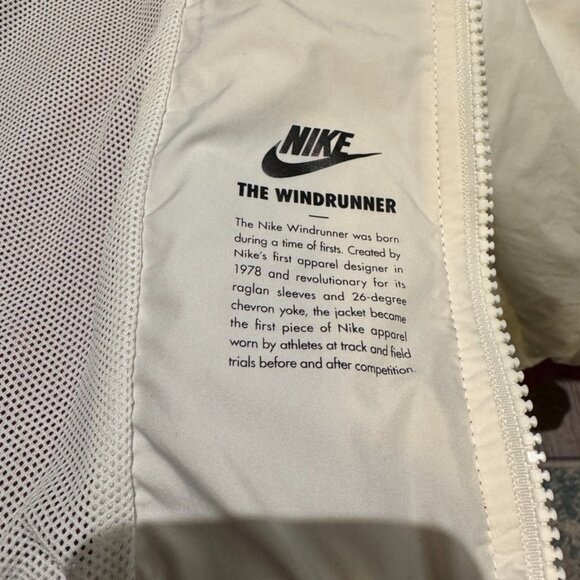 NIKE
THE WINDRUNNER
The Nike Windrunner was born
during a time of firsts. Created by
Nike's first apparel designer in
1978 and revolutionary for its
raglan sleeves and 26-degree
chevron yoke, the jacket became
the first piece of Nike apparel
worn by athletes at track and field
trials before and after competition.